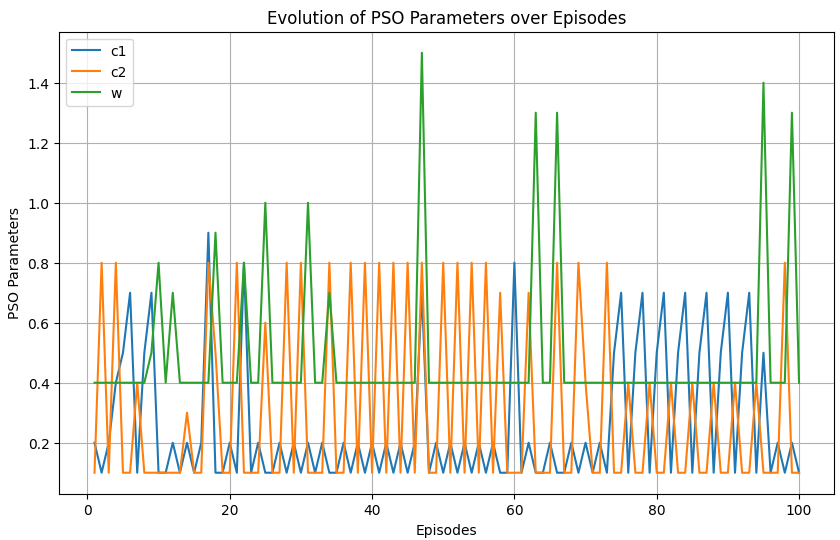 Evolution of PSO Parameters over Episodes
c1
c2
w
PSO Parameters
1.4
1.2
1.0
0.8
0.6
0.4
0.2
0
20
40
60
80
100
Episodes